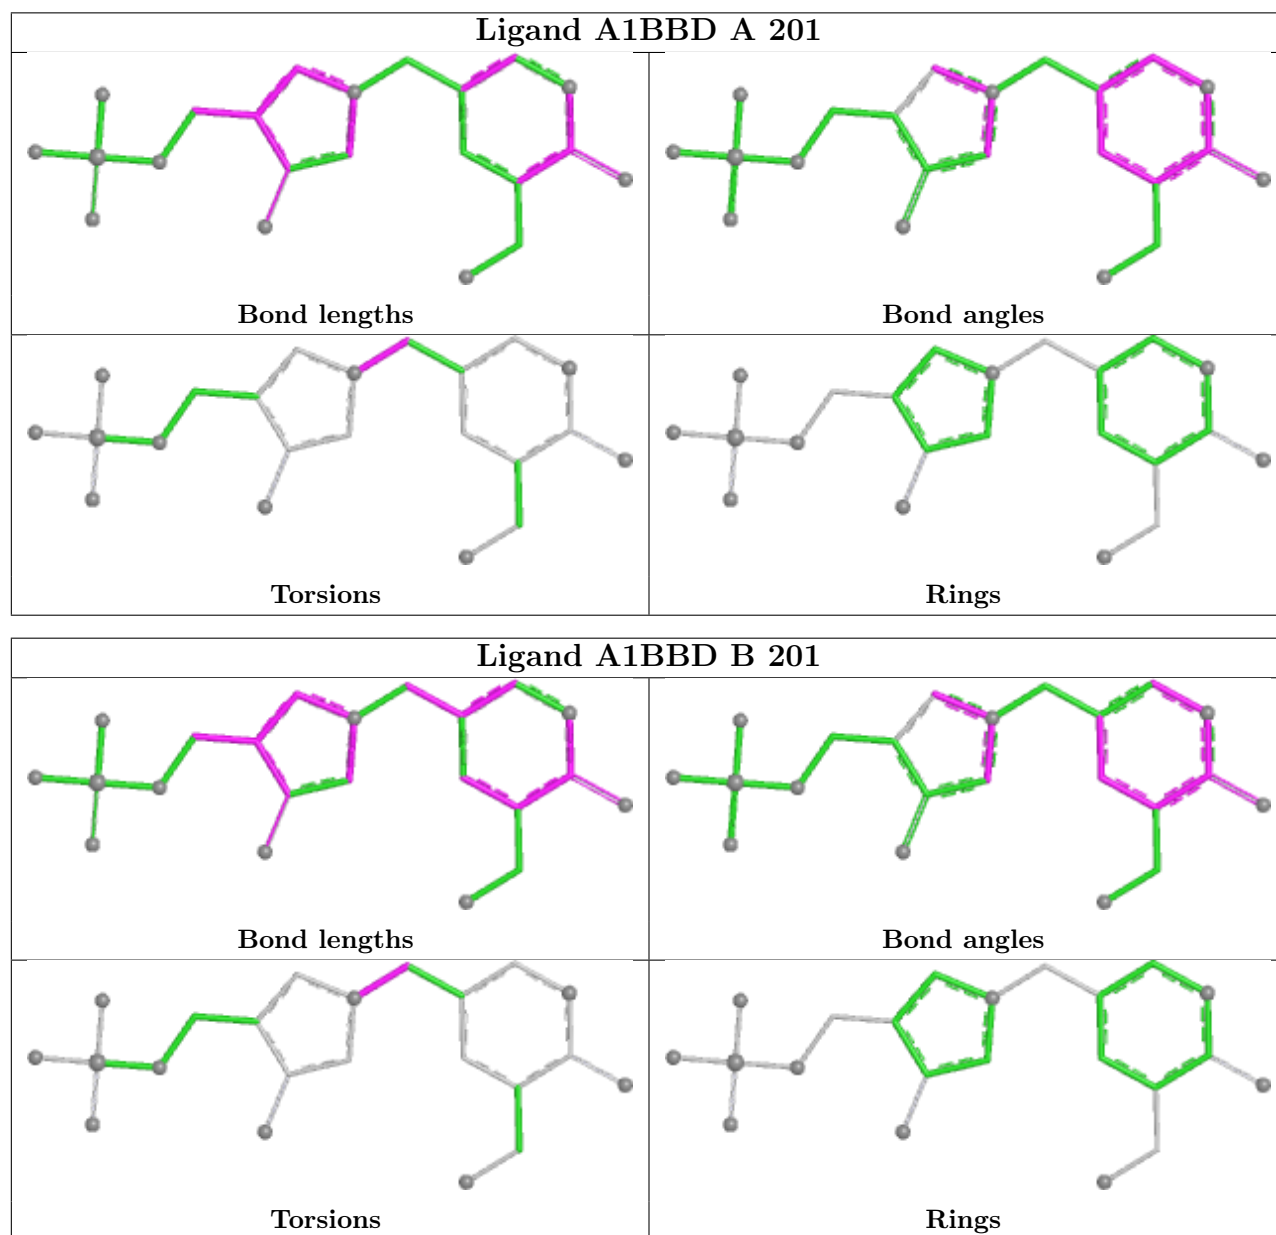 Ligand A1BBD A 201
Bond lengths
Bond angles
Torsions
Rings
Ligand A1BBD B 201
Bond lengths
Bond angles
Torsions
Rings